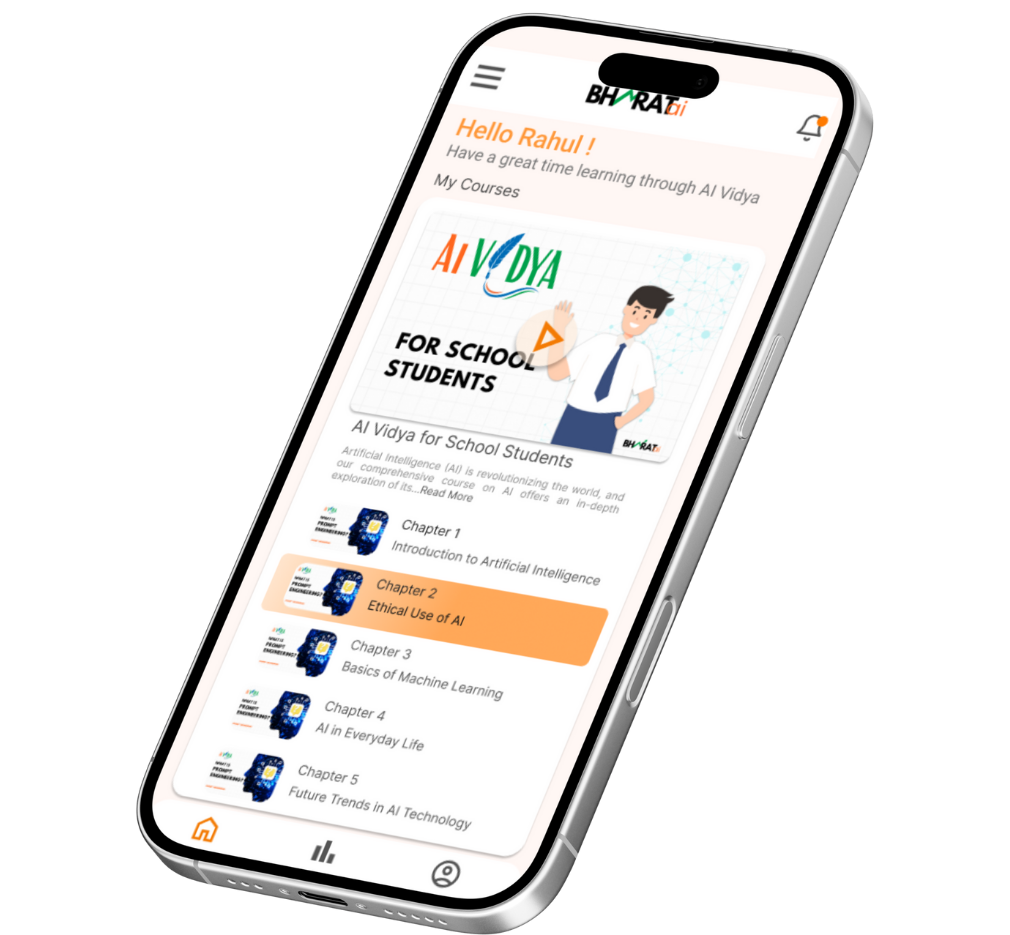 BHARATai
Hello Rahul !
Have a great time learning through AI Vidya
My Courses
AI VIDYA
FOR SCHOOL
STUDENTS
BHARATai
AI Vidya for School Students
Artificial Intelligence (AI) is revolutionizing the world, and
our comprehensive course on AI offers an in-depth
exploration of its...Read More
WHAT IS
PROMPT
ENGINEERING?
Chapter 1
Introduction to Artificial Intelligence
WHAT IS
PROMPT
ENGINEERING?
Chapter 2
Ethical Use of AI
WHAT IS
PROMPT
ENGINEERING?
Chapter 3
Basics of Machine Learning
WHAT IS
PROMPT
ENGINEERING?
Chapter 4
AI in Everyday Life
WHAT IS
PROMPT
ENGINEERING?
Chapter 5
Future Trends in AI Technology